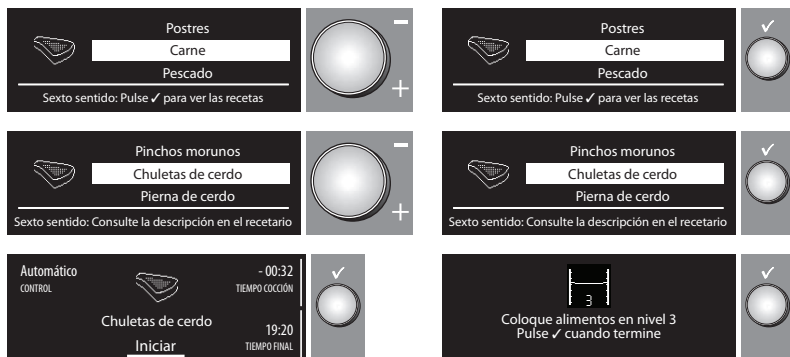 Postres
Carne
Pescado
Sexto sentido: Pulse ✓ para ver las recetas
Postres
Carne
Pescado
Sexto sentido: Pulse ✓ para ver las recetas
Pinchos morunos
Chuletas de cerdo
Pierna de cerdo
Sexto sentido: Consulte la descripción en el recetario
Pinchos morunos
Chuletas de cerdo
Pierna de cerdo
Sexto sentido: Consulte la descripción en el recetario
Automático
CONTROL
- 00:32
TIEMPO COCCIÓN
Chuletas de cerdo
Iniciar
19:20
TIEMPO FINAL
3
Coloque alimentos en nivel 3
Pulse ✓ cuando termine